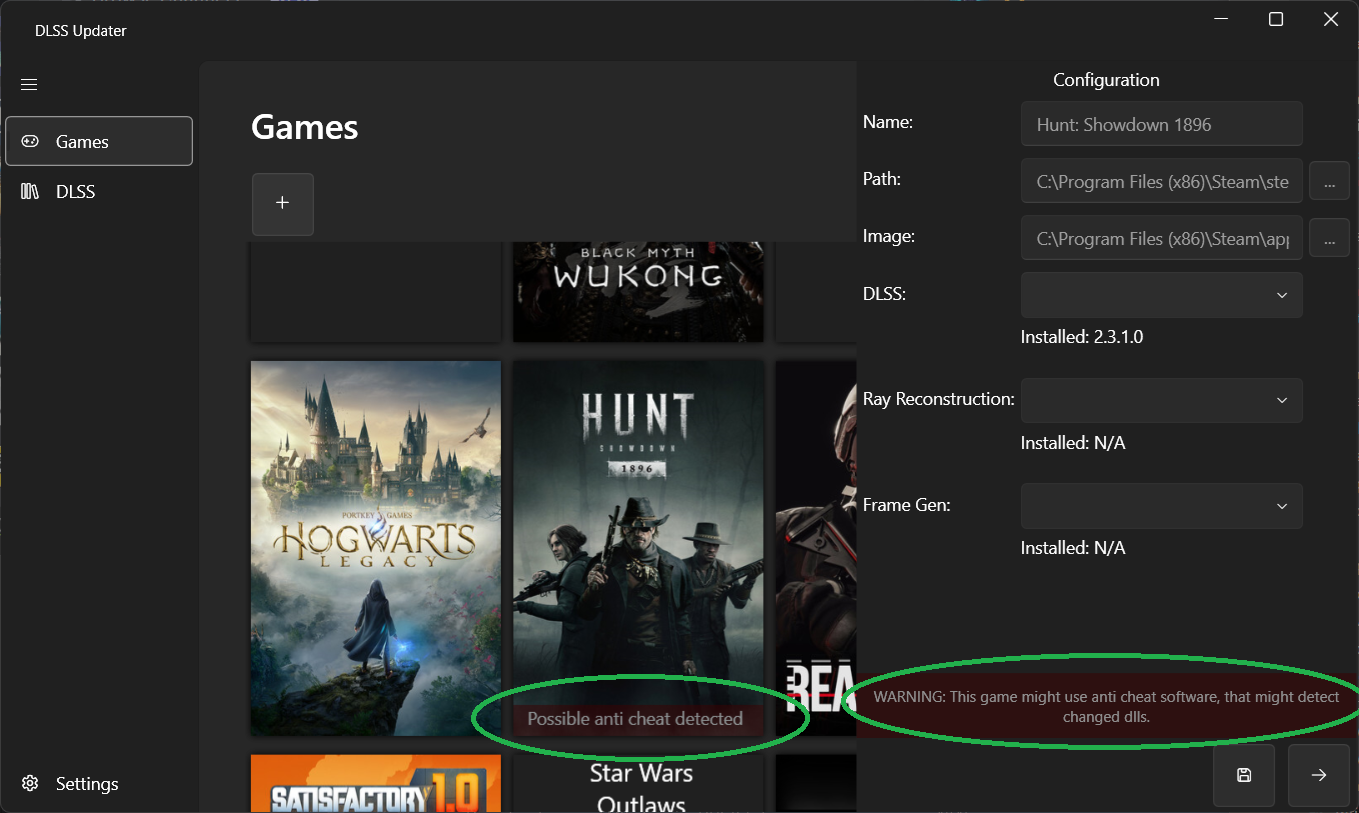 DLSS Updater
Games
DLSS
Settings
Games
+
BLACK MYTH
WUKONG
PORTKEY GAMES
HOGWARTS
LEGACY
HUNT
SHOWDOWN
1896
Possible anti cheat detected
REA
SATISFACTORY 1.0
Star Wars
Outlaws
Configuration
Name: Hunt: Showdown 1896
Path: C:\Program Files (x86)\Steam\ste ...
Image: C:\Program Files (x86)\Steam\app ...
DLSS:
Installed: 2.3.1.0
Ray Reconstruction:
Installed: N/A
Frame Gen:
Installed: N/A
WARNING: This game might use anti cheat software, that might detect
changed dlls.